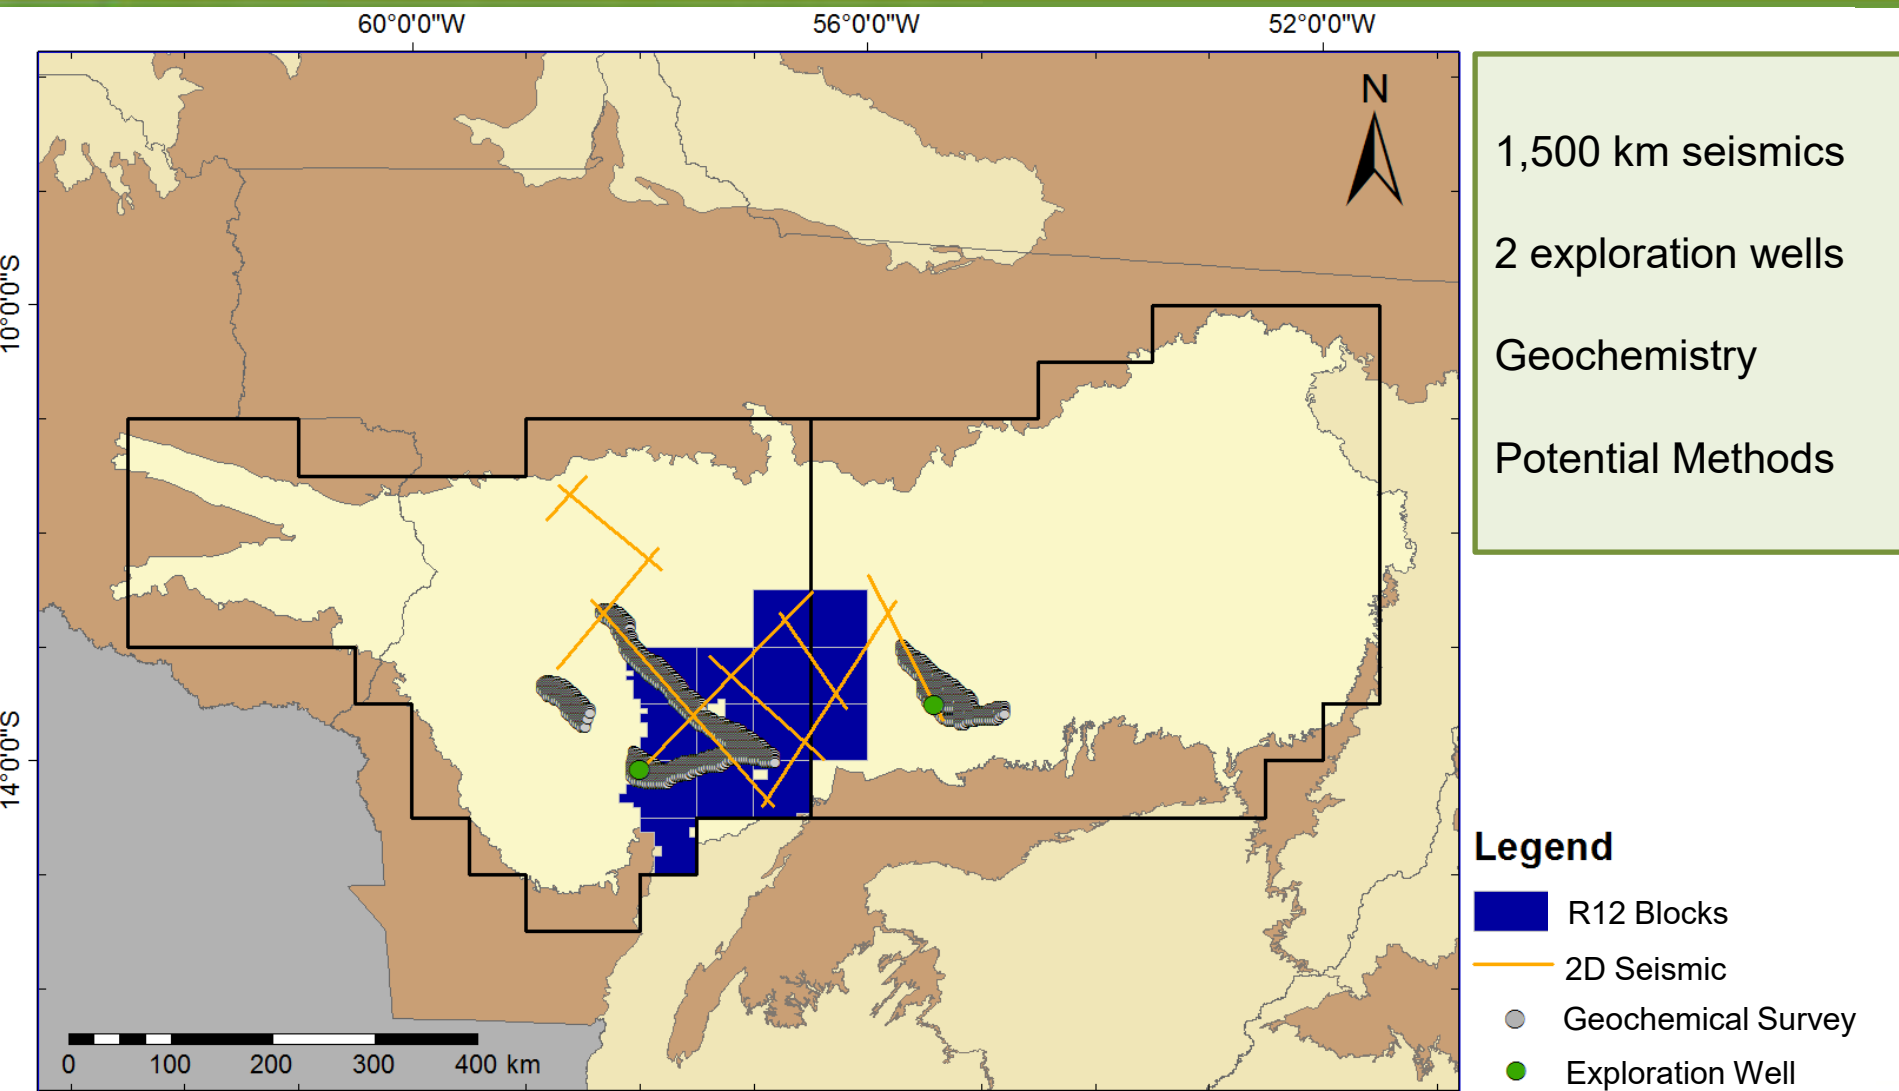 60°0'0"W 56°0'0"W 52°0'0"W
N
10°0'0"S
14°0'0"S
0 100 200 300 400 km
1,500 km seismics
2 exploration wells
Geochemistry
Potential Methods
Legend
R12 Blocks
2D Seismic
Geochemical Survey
Exploration Well